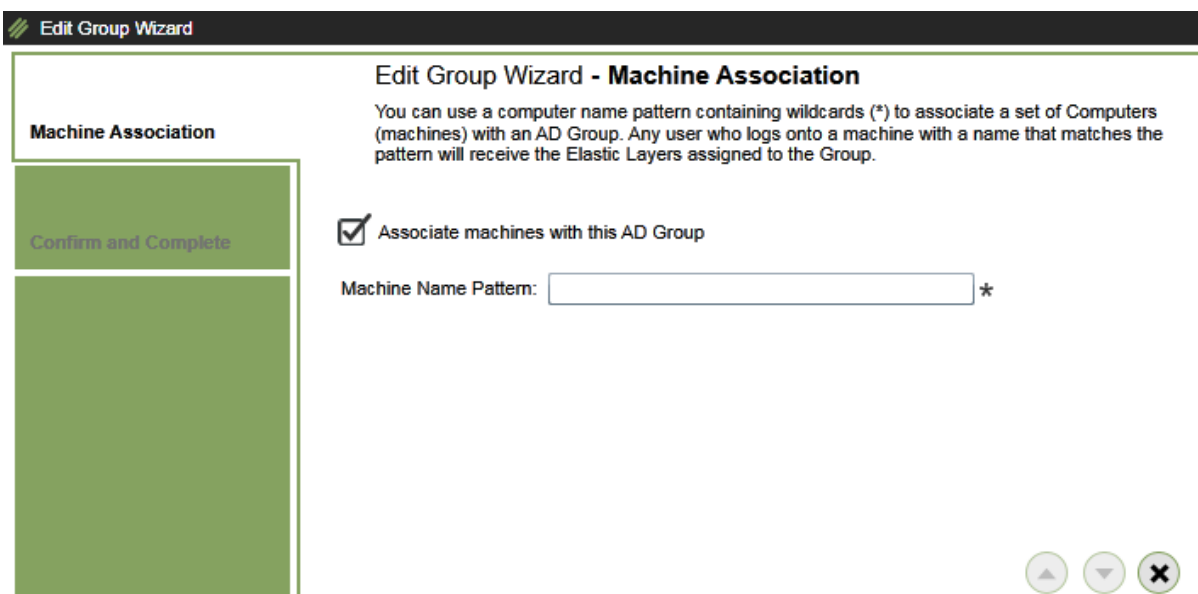 Edit Group Wizard
Edit Group Wizard - Machine Association
You can use a computer name pattern containing wildcards (*) to associate a set of Computers
(machines) with an AD Group. Any user who logs onto a machine with a name that matches the
pattern will receive the Elastic Layers assigned to the Group.
Machine Association
Confirm and Complete
Associate machines with this AD Group
Machine Name Pattern: *